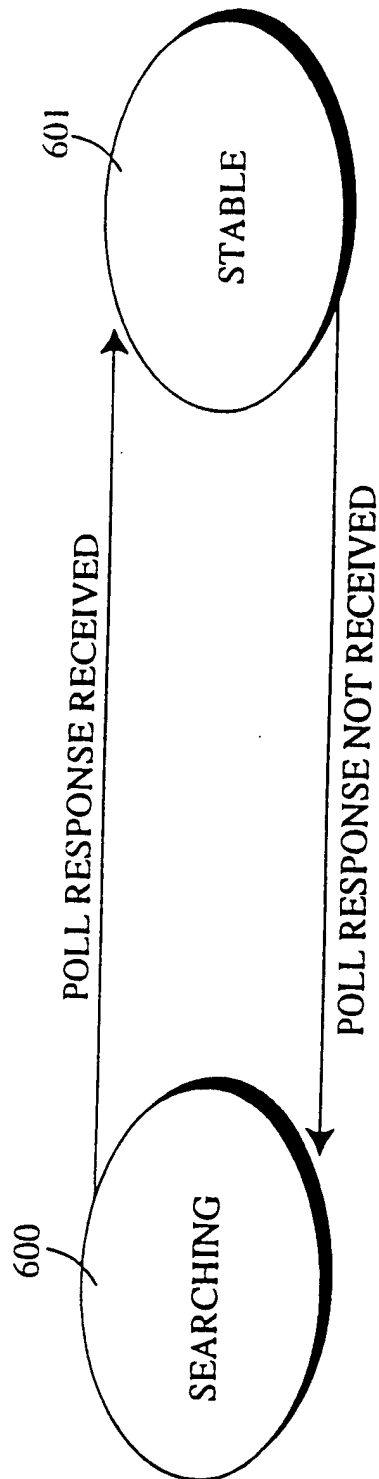 600
SEARCHING
POLL RESPONSE RECEIVED
POLL RESPONSE NOT RECEIVED
601
STABLE